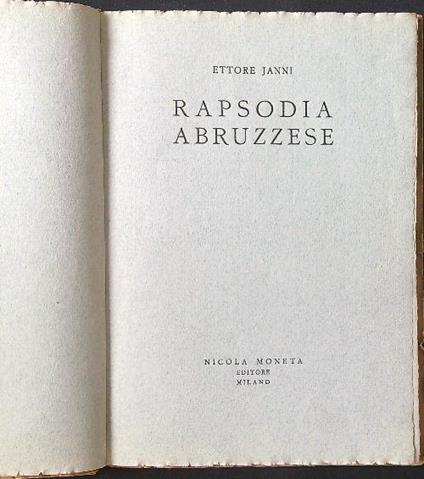 ETTORE JANNI
RAPSODIA
ABRUZZESE
NICOLA MONETA
EDITORE
MILANO